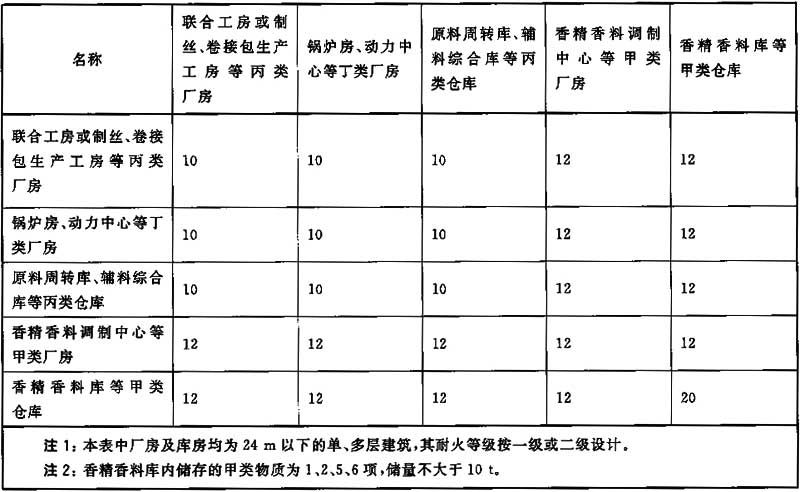 名称
联合工房或制
丝、卷接包生产
工房等丙类
厂房
锅炉房、动力中
心等丁类厂房
原料周转库、辅
料综合库等丙
类仓库
香精香料调制
中心等甲类
厂房
香精香料库等
甲类仓库
联合工房或制丝、卷接
包生产工房等丙类
厂房
10
10
10
12
12
锅炉房、动力中心等丁
类厂房
10
10
10
12
12
原料周转库、辅料综合
库等丙类仓库
10
10
10
12
12
香精香料调制中心等
甲类厂房
12
12
12
12
12
香精香料库等甲类
仓库
12
12
12
12
20
注1：本表中厂房及库房均为24 m以下的单、多层建筑，其耐火等级按一级或二级设计。
注2：香精香料库内储存的甲类物质为1、2、5、6项，储量不大于10 t。